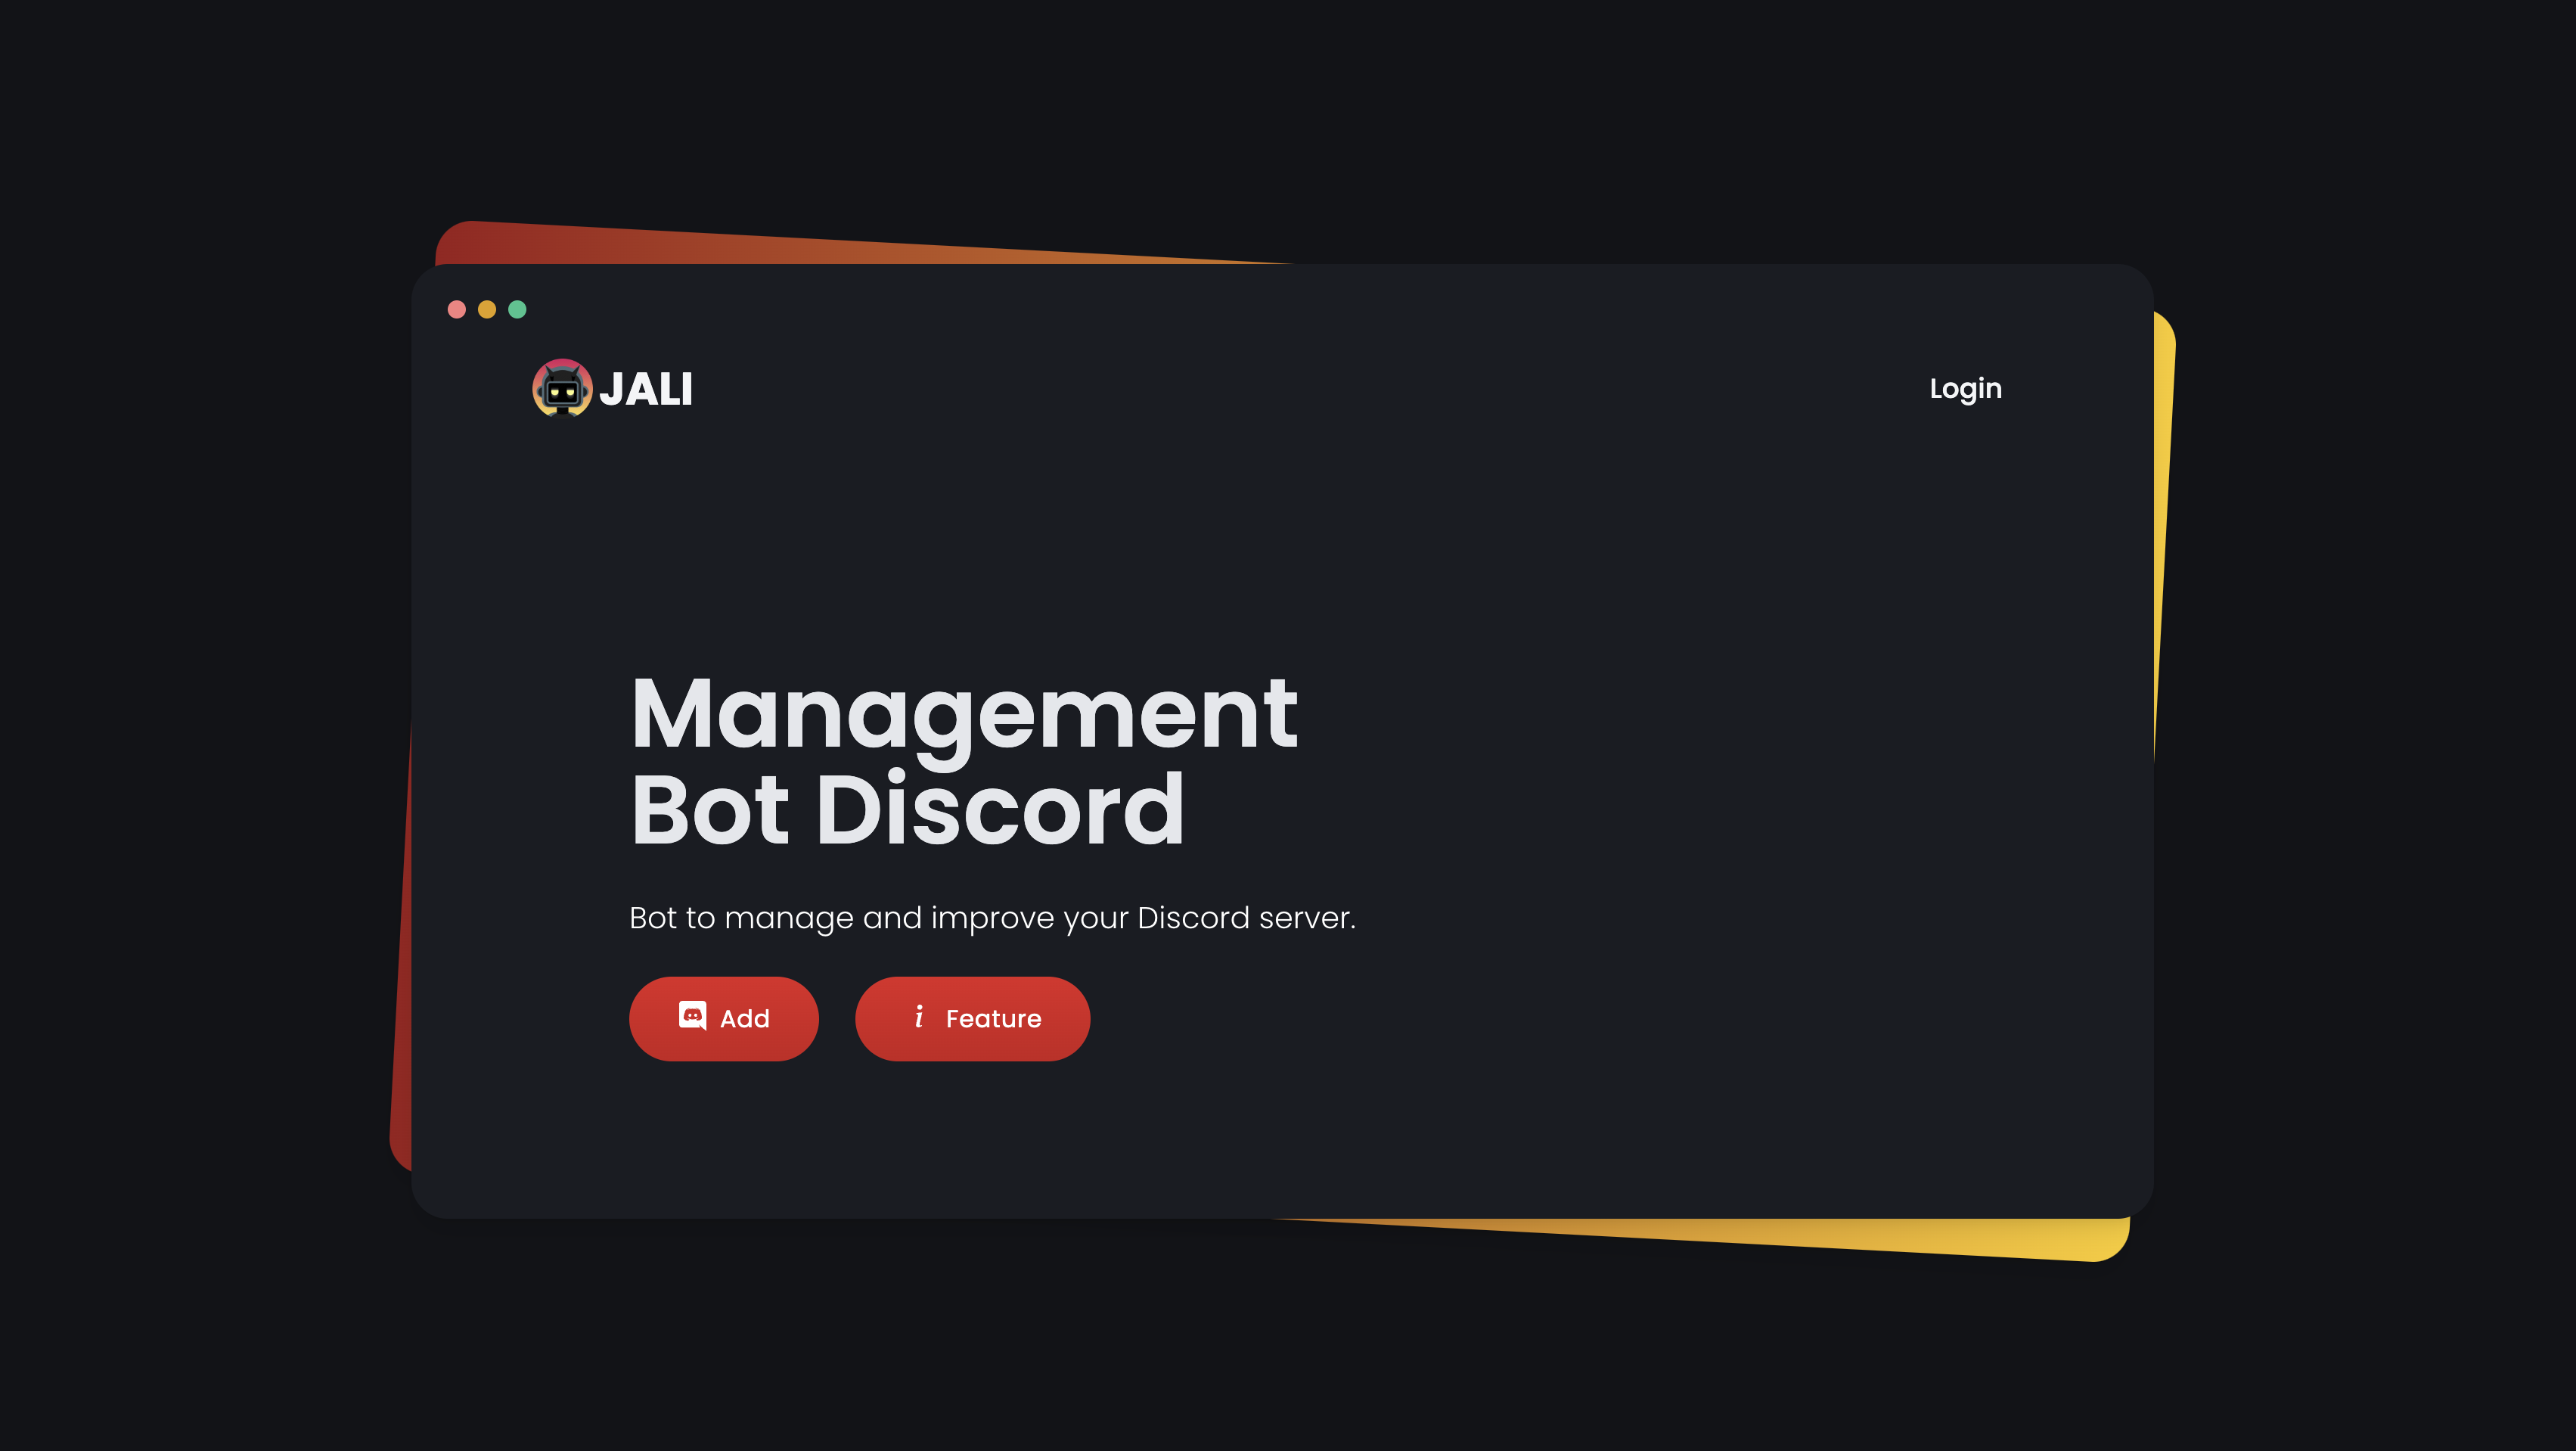 JALI
Login
Management
Bot Discord
Bot to manage and improve your Discord server.
Add
i Feature